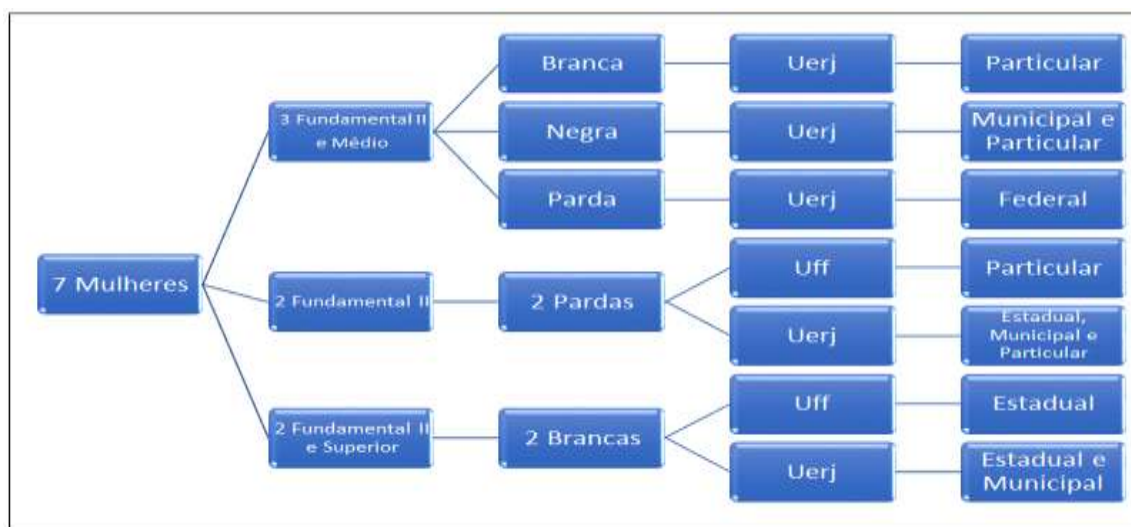 Branca
Uerj
Particular
3 Fundamental II
e Médio
Negra
Uerj
Municipal e
Particular
Parda
Uerj
Federal
7 Mulheres
2 Fundamental II
2 Pardas
Uff
Particular
Uerj
Estadual,
Municipal e
Particular
2 Fundamental II
e Superior
2 Brancas
Uff
Estadual
Uerj
Estadual e
Municipal